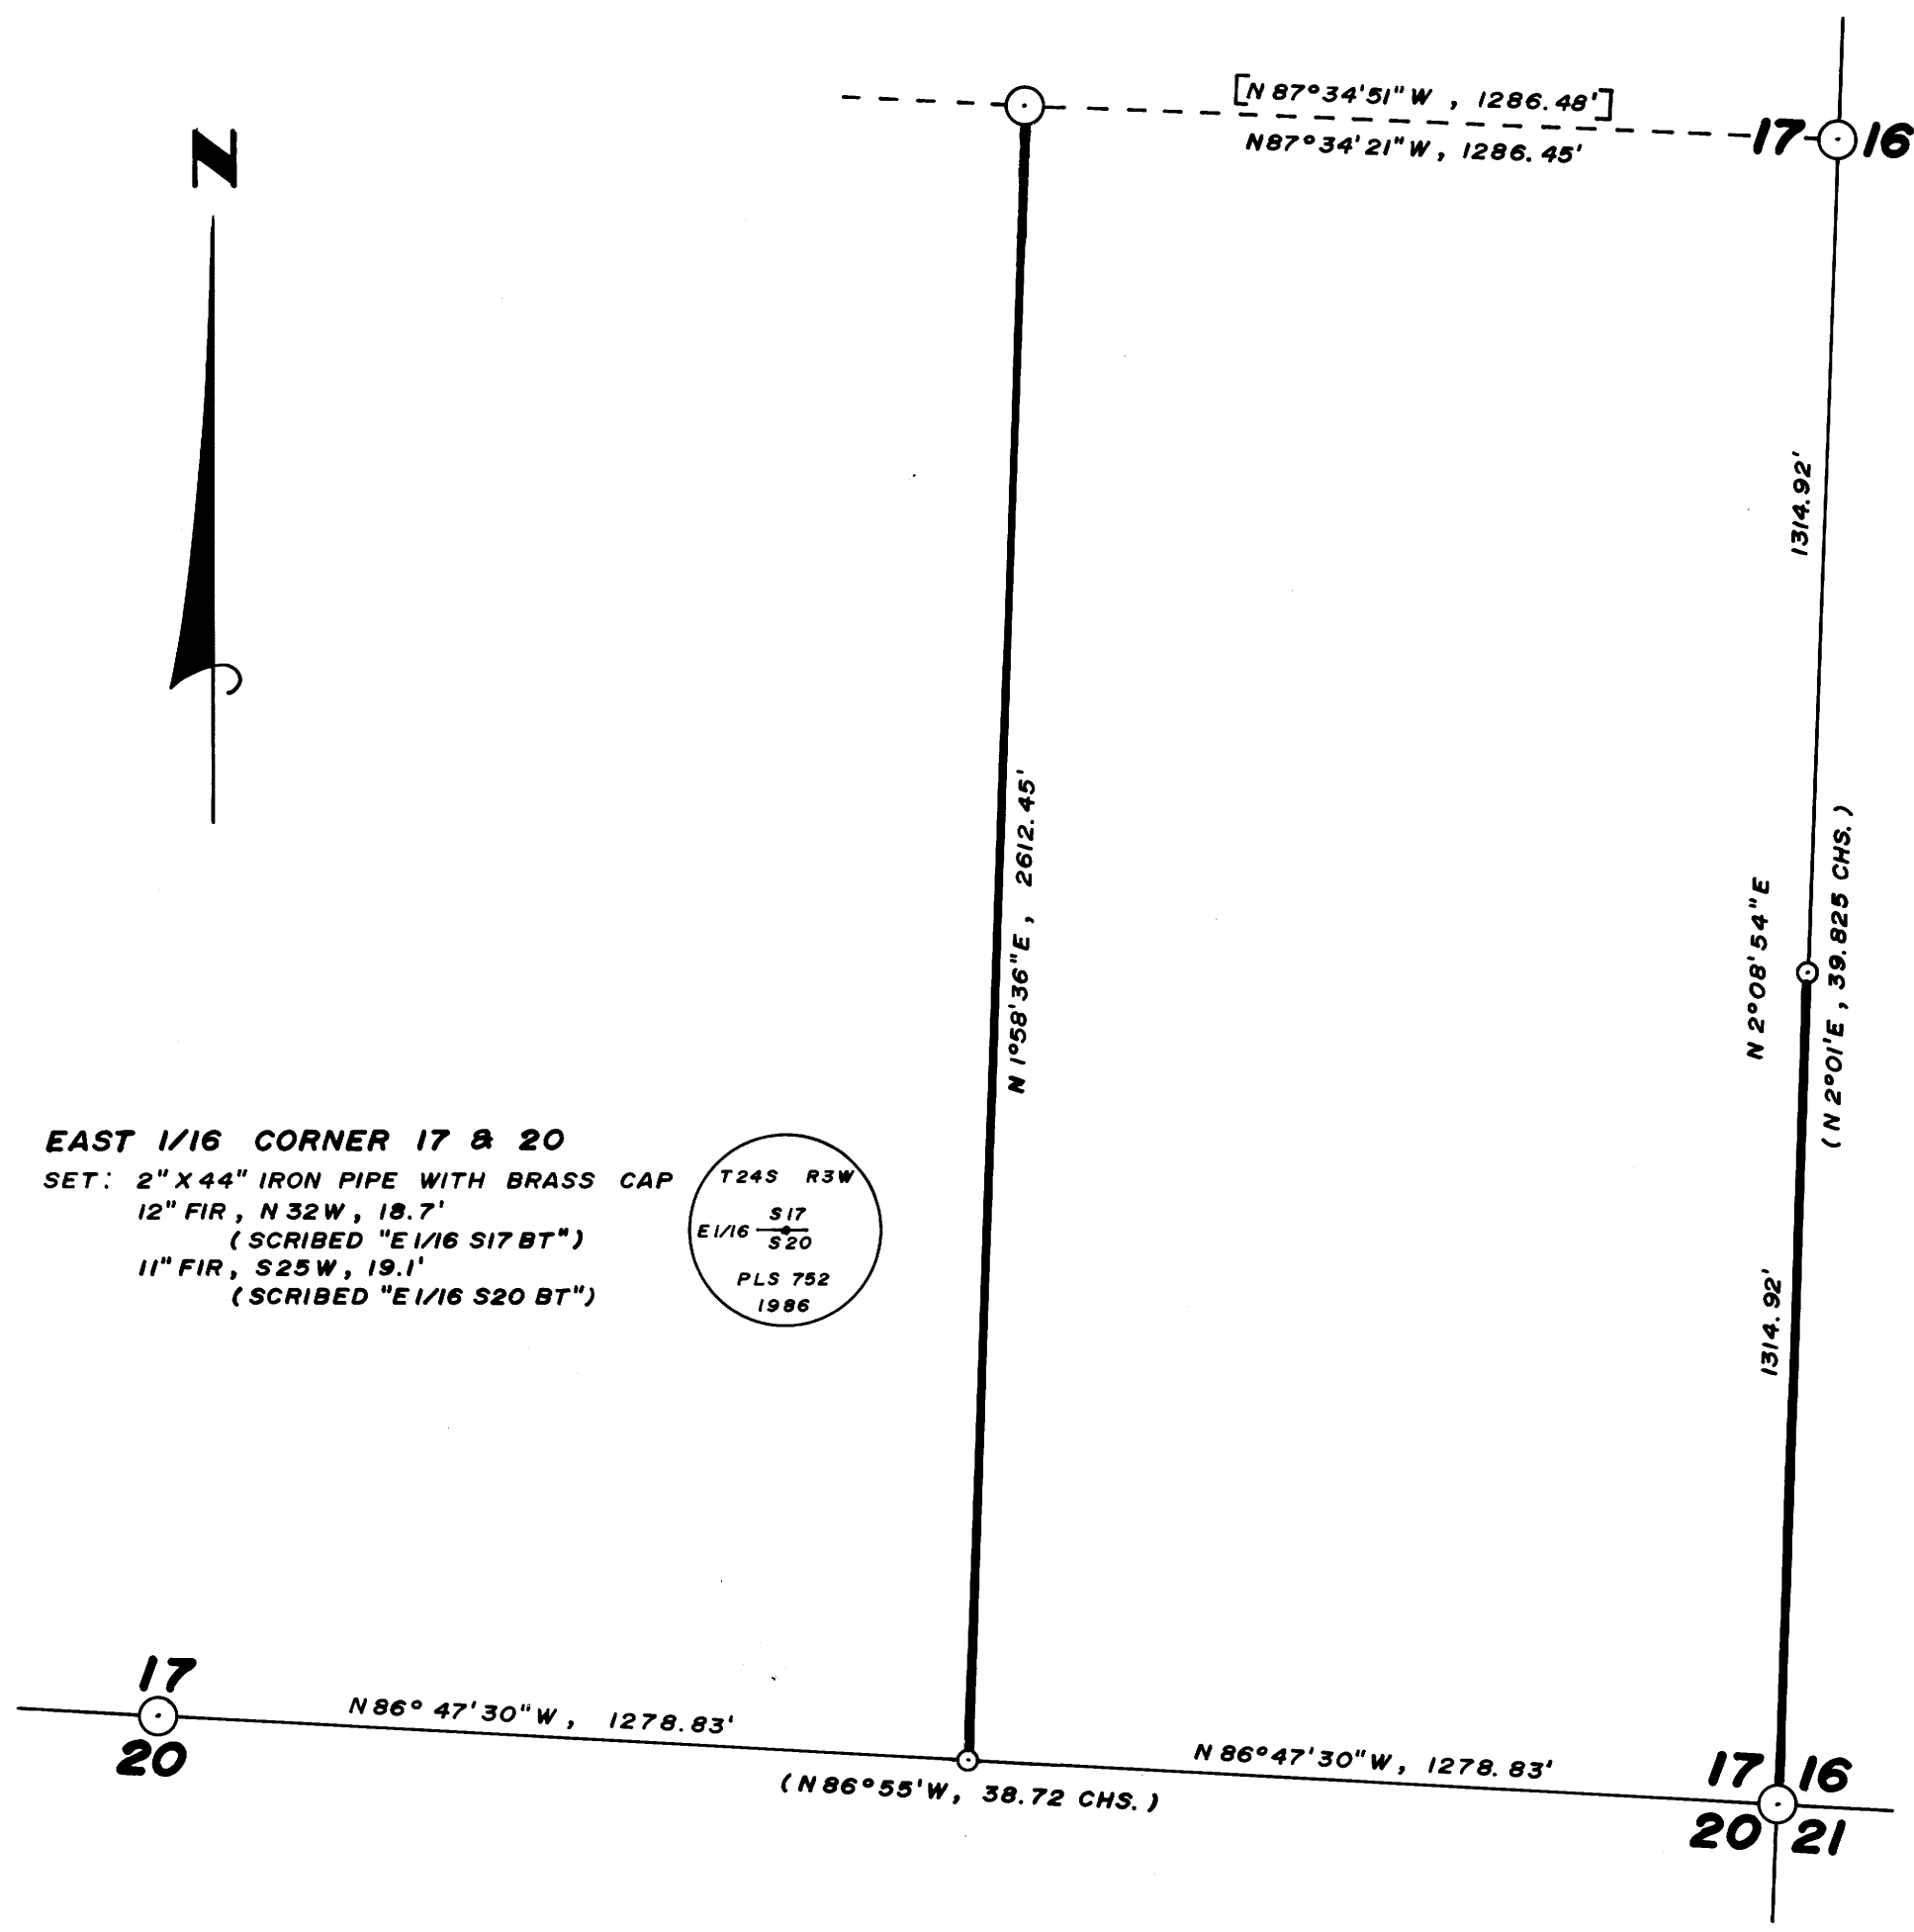 [N 87°34'51" W , 1286.48']
N87°34'21" W, 1286.45'
17 16
N
1314.92'
N 1°58'36" E , 2612.45'
N 2°08'54" E
(N 2°01'E , 39.825 CHS.)
EAST 1/16 CORNER 17 & 20
SET: 2" X 44" IRON PIPE WITH BRASS CAP
12" FIR , N 32 W , 18.7'
( SCRIBED "E 1/16 S17 BT" )
11" FIR , S25 W , 19.1'
( SCRIBED "E 1/16 S20 BT" )
T24S R3W
S 17
E 1/16
S 20
PLS 752
1986
1314.92'
17
20
N 86° 47' 30" W , 1278.83'
N 86° 47' 30" W , 1278.83'
(N 86°55' W, 38.72 CHS. )
17 16
20 21